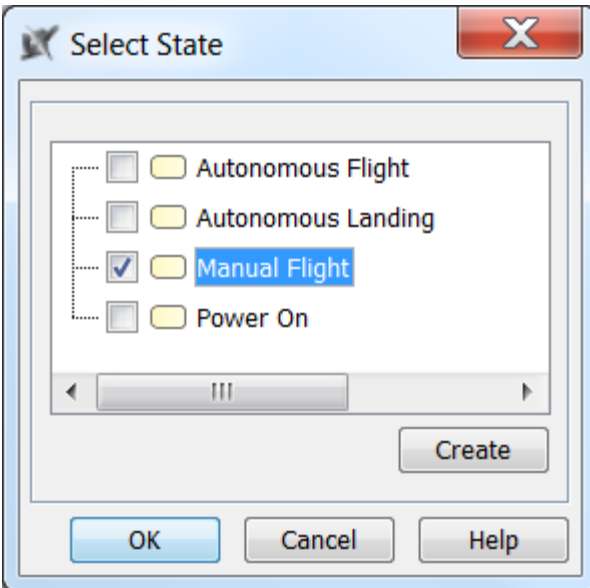 Select State
Autonomous Flight
Autonomous Landing
Manual Flight
Power On
Create
OK Cancel Help